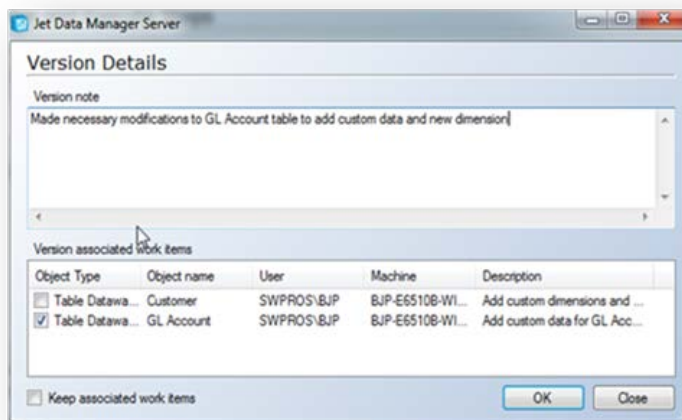 Jet Data Manager Server
Version Details
Version note
Made necessary modifications to GL Account table to add custom data and new dimension
Version associated work items
Object Type Object name User Machine Description
Table Datawa... Customer SWPROS\BJP BJP-E6510B-WI... Add custom dimensions and ...
Table Datawa... GL Account SWPROS\BJP BJP-E6510B-WI... Add custom data for GL Acc...
Keep associated work items OK Close